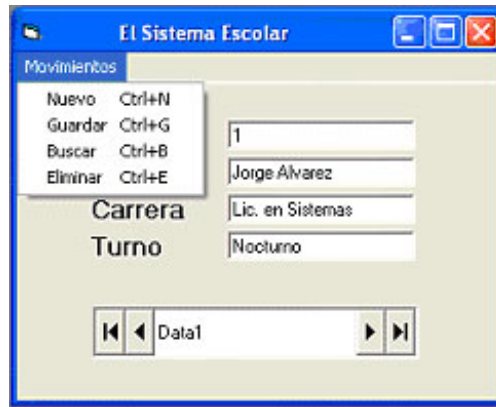 El Sistema Escolar
Movimientos
Nuevo Ctrl+N
Guardar Ctrl+G
Buscar Ctrl+B
Eliminar Ctrl+E
1
Jorge Alvarez
Carrera Lic. en Sistemas
Turno Nocturno
Data1